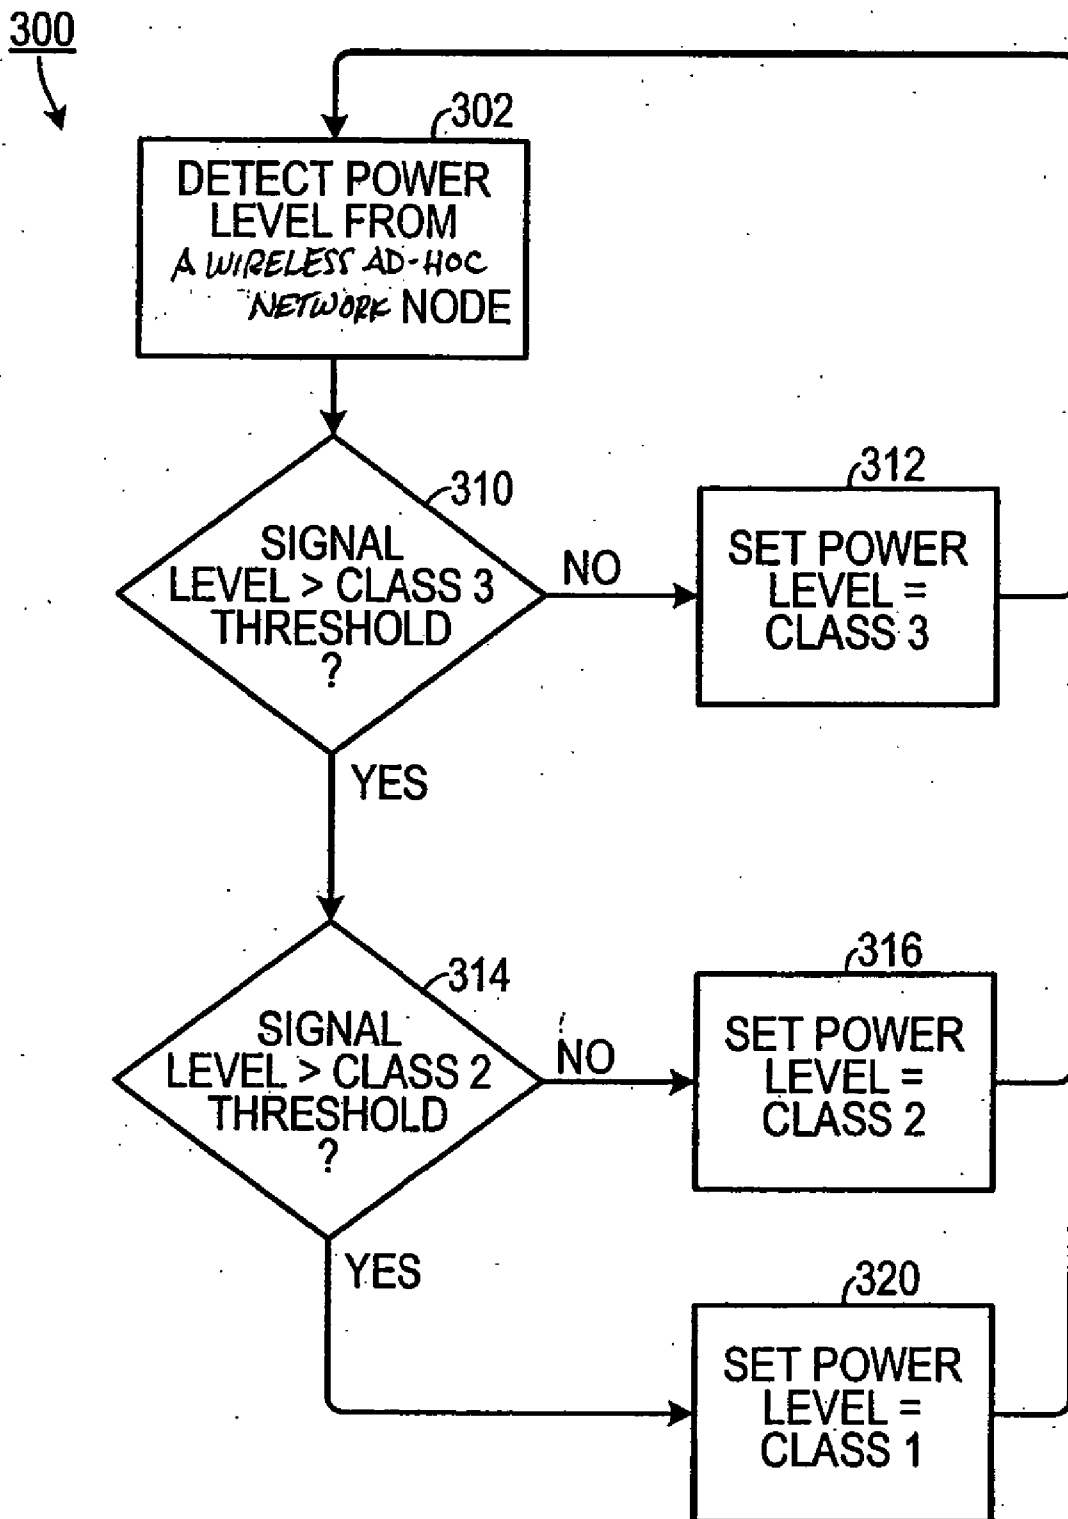 300
302
DETECT POWER
LEVEL FROM
A WIRELESS AD-HOC
NETWORK NODE
310
SIGNAL
LEVEL > CLASS 3
THRESHOLD
?
NO
312
SET POWER
LEVEL =
CLASS 3
YES
314
SIGNAL
LEVEL > CLASS 2
THRESHOLD
?
NO
316
SET POWER
LEVEL =
CLASS 2
YES
320
SET POWER
LEVEL =
CLASS 1